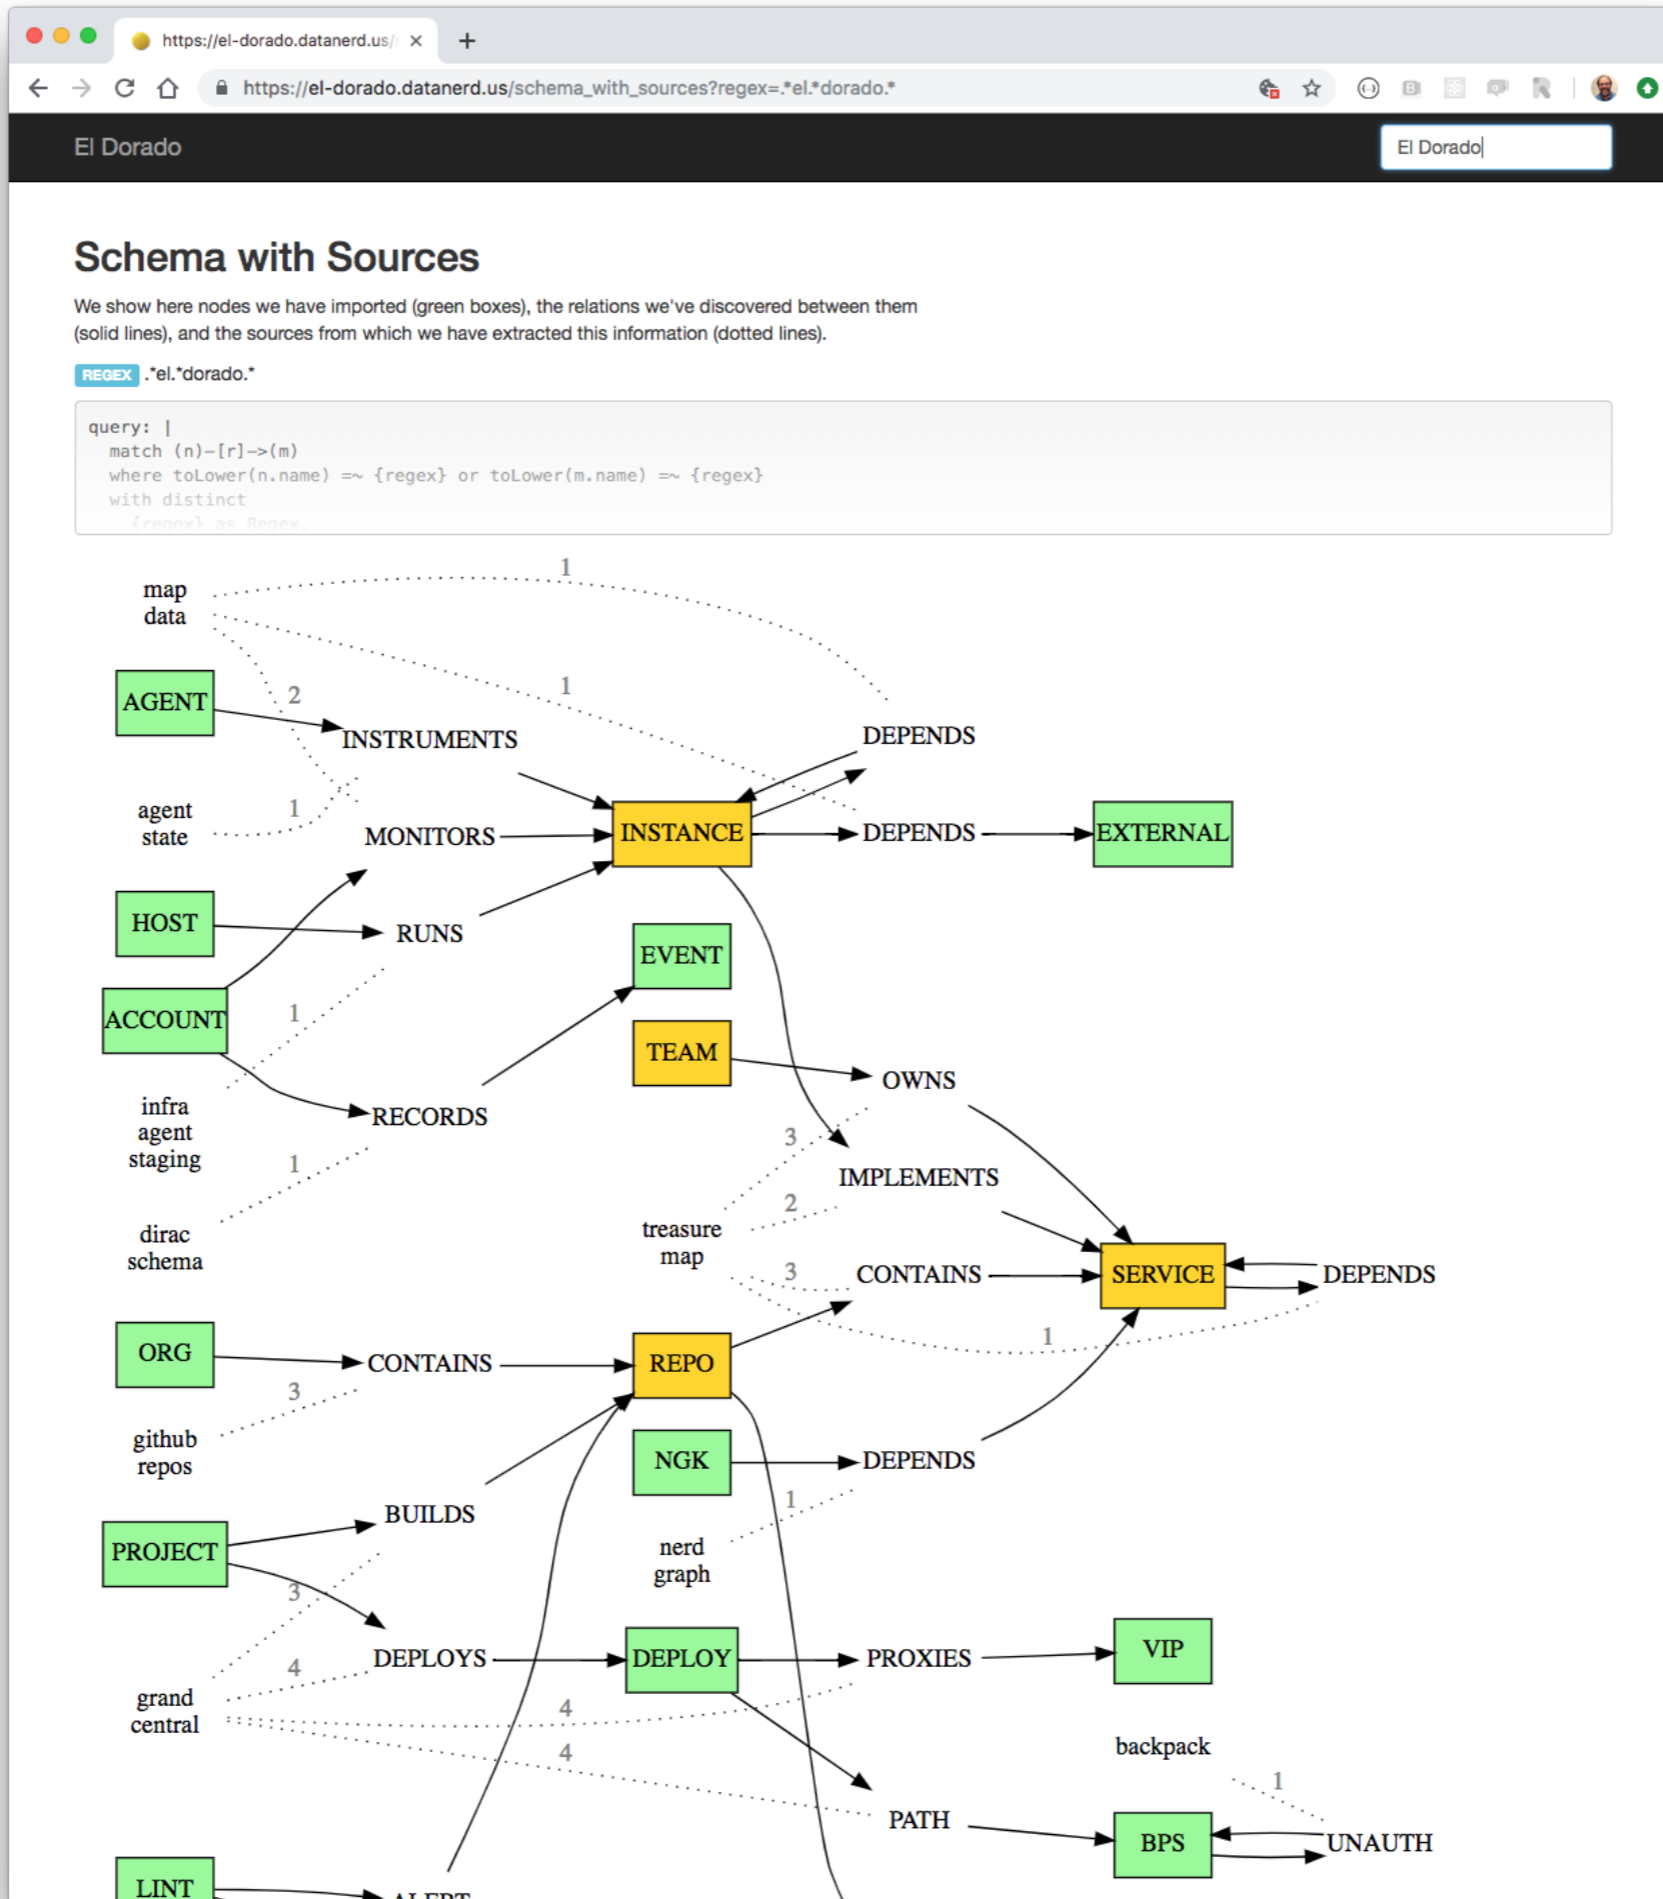 https://el-dorado.datanerd.us/
https://el-dorado.datanerd.us/schema_with_sources?regex=.*el.*dorado.*
El Dorado
El Dorado
Schema with Sources
We show here nodes we have imported (green boxes), the relations we've discovered between them
(solid lines), and the sources from which we have extracted this information (dotted lines).
REGEX .*el.*dorado.*
query: |
match (n)-[r]->(m)
where toLower(n.name) =~ {regex} or toLower(m.name) =~ {regex}
with distinct
{regex} as Regex,
1
map
data
2
1
AGENT
INSTRUMENTS
DEPENDS
agent
state
1
MONITORS
INSTANCE
DEPENDS
EXTERNAL
HOST
RUNS
EVENT
ACCOUNT
1
TEAM
OWNS
infra
agent
staging
RECORDS
3
1
IMPLEMENTS
2
dirac
schema
treasure
map
3
CONTAINS
SERVICE
DEPENDS
1
ORG
CONTAINS
REPO
3
github
repos
NGK
DEPENDS
1
BUILDS
PROJECT
nerd
graph
3
DEPLOYS
DEPLOY
PROXIES
VIP
4
grand
central
4
4
backpack
1
PATH
BPS
UNAUTH
LINT
ALERT